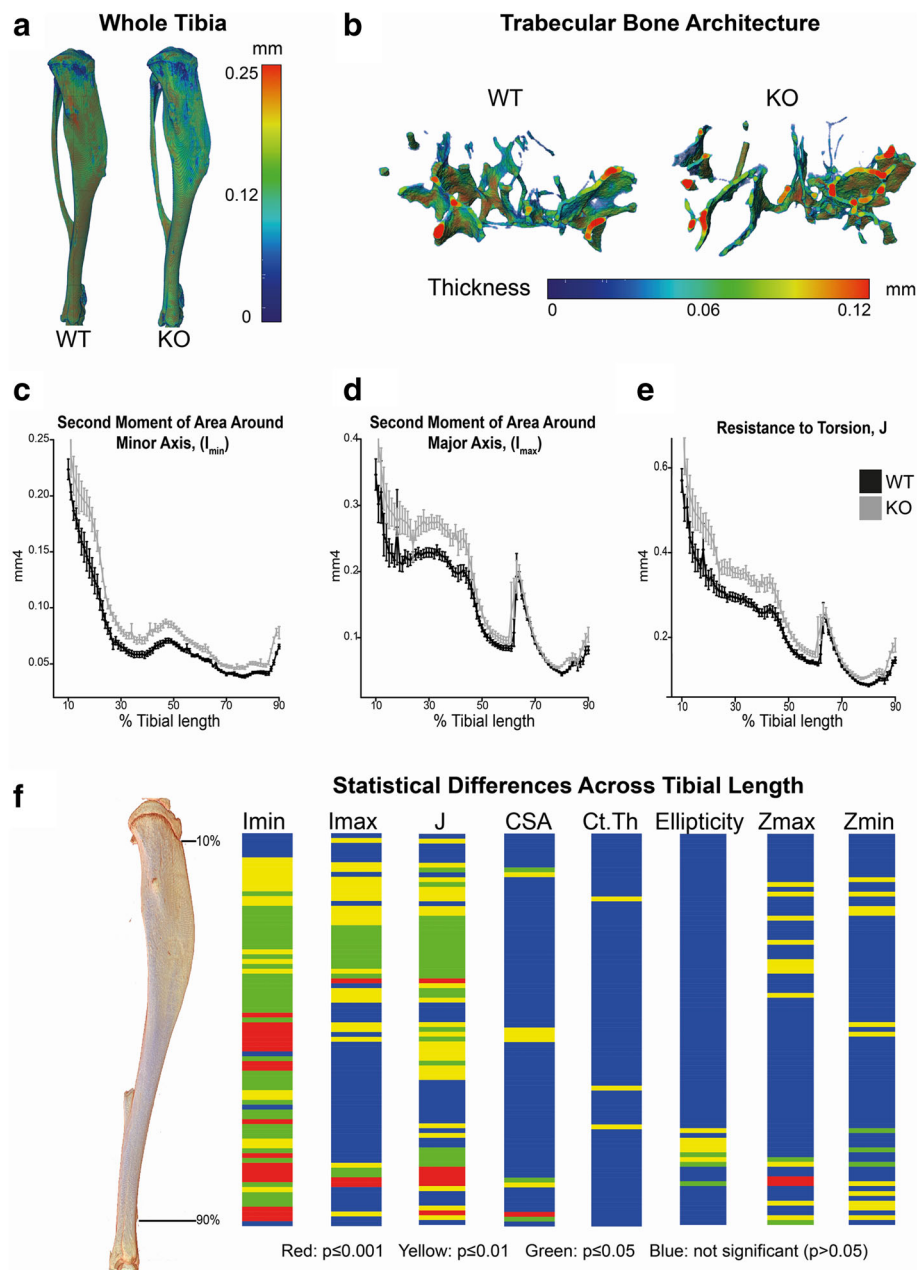 a
Whole Tibia
mm
0.25
0.12
0
WT
KO
b
Trabecular Bone Architecture
WT
KO
Thickness
mm
0
0.06
0.12
c
Second Moment of Area Around
Minor Axis, (Imin)
mm4
0.25
0.20
0.15
0.10
0.05
10
30
50
70
90
% Tibial length
d
Second Moment of Area Around
Major Axis, (Imax)
mm4
0.4
0.3
0.2
0.1
10
30
50
70
90
% Tibial length
e
Resistance to Torsion, J
WT
KO
mm4
0.6
0.4
0.2
10
30
50
70
90
% Tibial length
f
Statistical Differences Across Tibial Length
10%
90%
Imin
Imax
J
CSA
Ct.Th
Ellipticity
Zmax
Zmin
Red: p≤0.001 Yellow: p≤0.01 Green: p≤0.05 Blue: not significant (p>0.05)